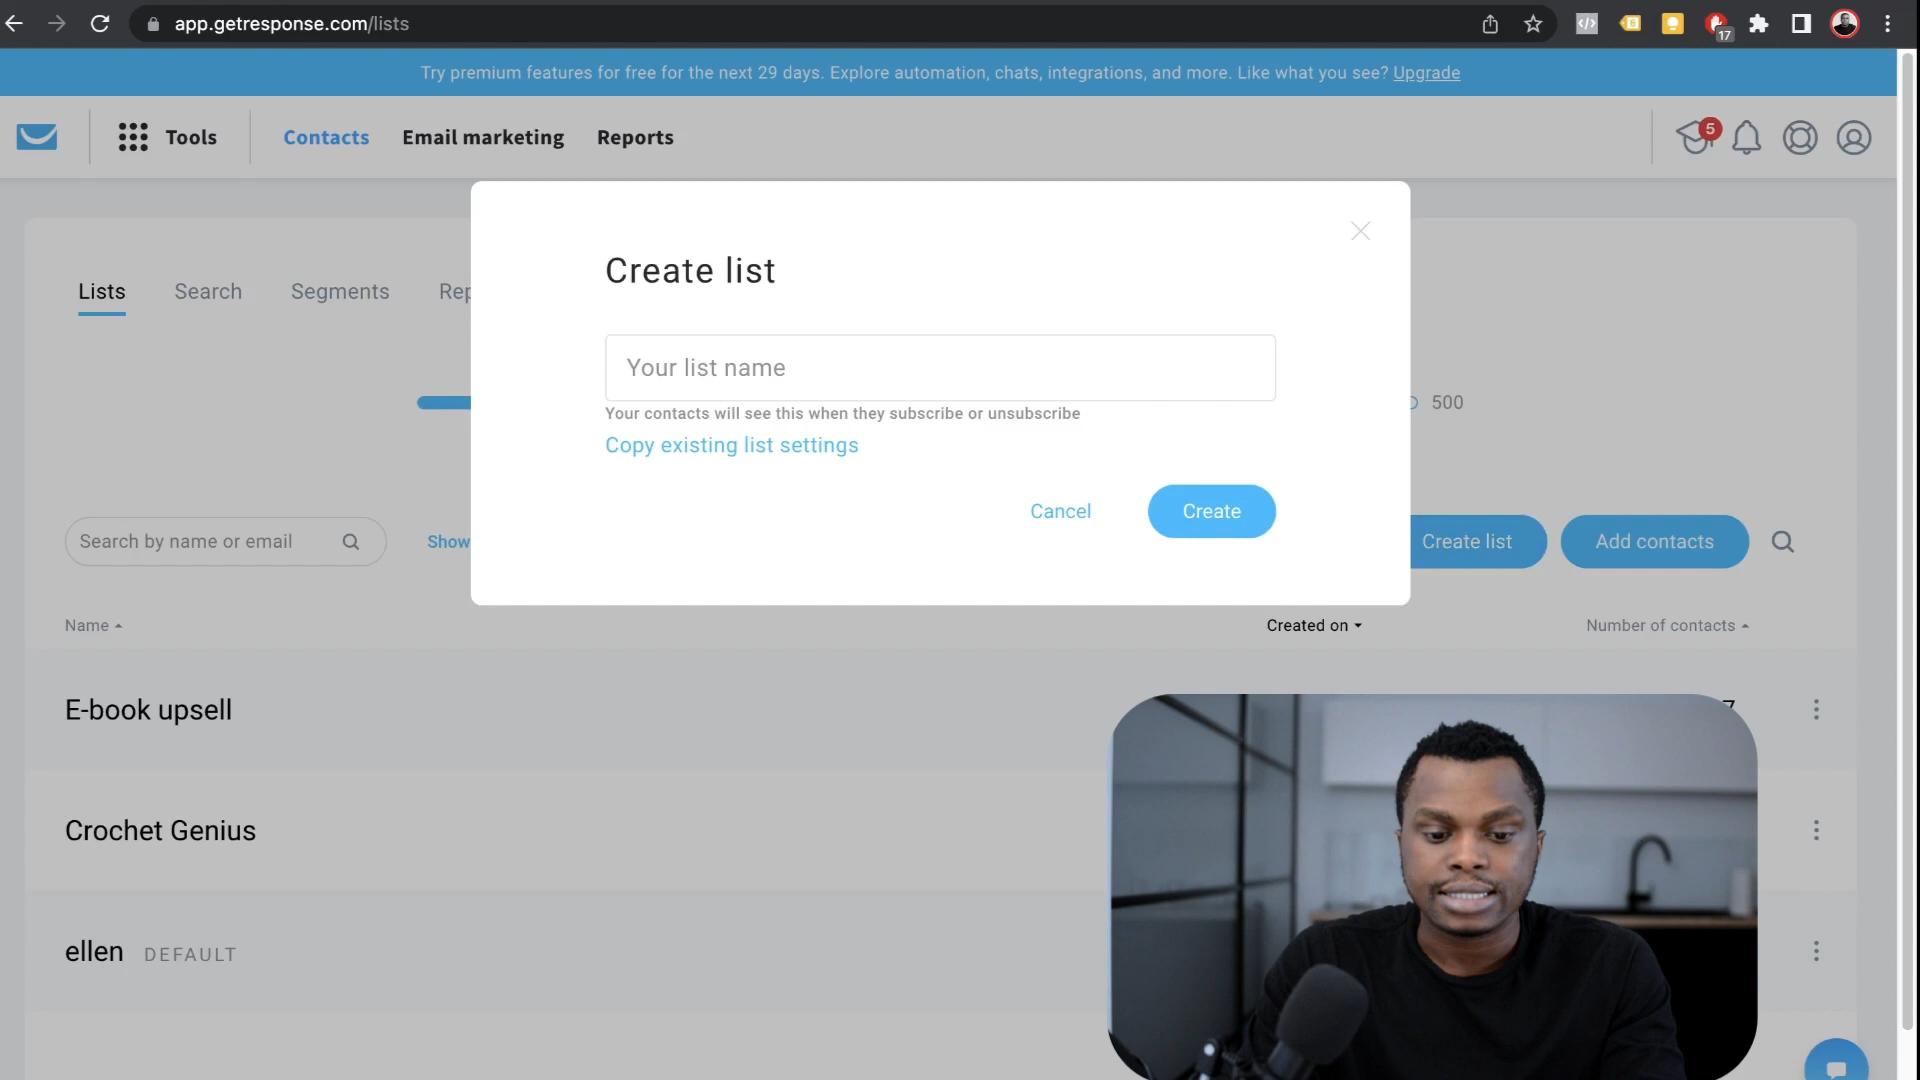 app.getresponse.com/lists
6
17
Try premium features for free for the next 29 days. Explore automation, chats, integrations, and more. Like what you see? Upgrade
Tools
Contacts
Email marketing
Reports
5
Lists
Search
Segments
Rep
Create list
Your list name
Your contacts will see this when they subscribe or unsubscribe
Copy existing list settings
Cancel
Create
500
Search by name or email
Show
Create list
Add contacts
Name
Created on
Number of contacts
E-book upsell
7
Crochet Genius
ellen DEFAULT